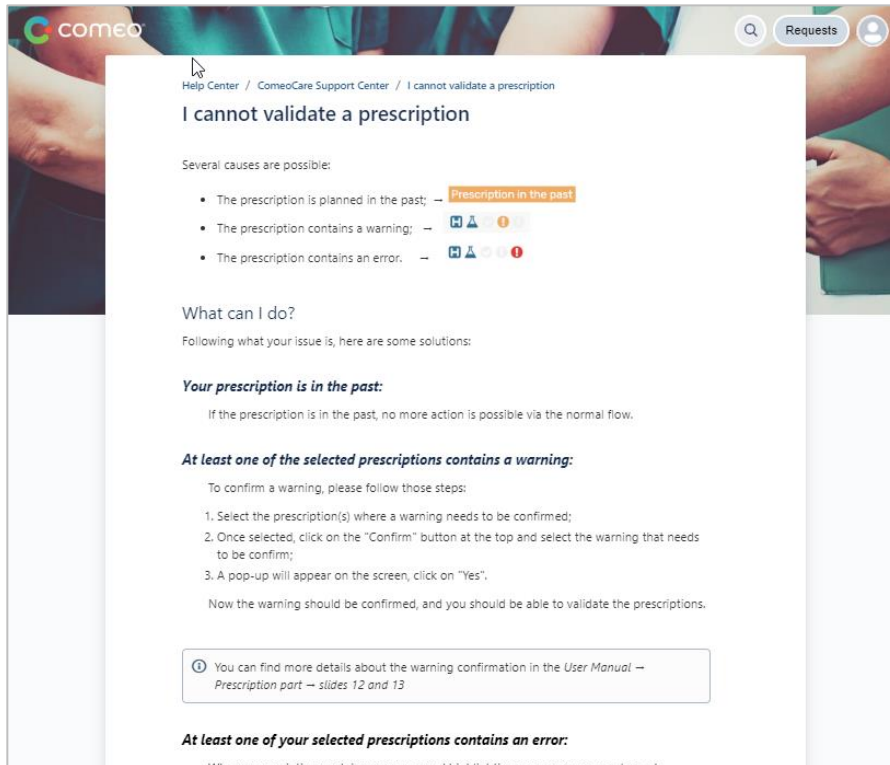 comeo
Requests
Help Center / ComeoCare Support Center / I cannot validate a prescription
I cannot validate a prescription
Several causes are possible:
• The prescription is planned in the past; → Prescription in the past
• The prescription contains a warning; →
• The prescription contains an error. →
What can I do?
Following what your issue is, here are some solutions:
Your prescription is in the past:
If the prescription is in the past, no more action is possible via the normal flow.
At least one of the selected prescriptions contains a warning:
To confirm a warning, please follow those steps:
1. Select the prescription(s) where a warning needs to be confirmed;
2. Once selected, click on the "Confirm" button at the top and select the warning that needs
to be confirm;
3. A pop-up will appear on the screen, click on "Yes".
Now the warning should be confirmed, and you should be able to validate the prescriptions.
You can find more details about the warning confirmation in the User Manual →
Prescription part → slides 12 and 13
At least one of your selected prescriptions contains an error: